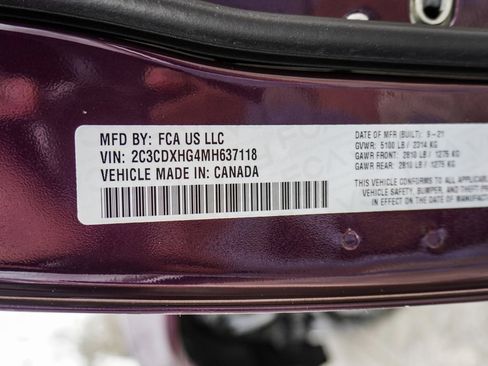 MFD BY: FCA US LLC
VIN: 2C3CDXHG4MH637118
VEHICLE MADE IN: CANADA
DATE OF MFR (BUILT): 9-21
GVWR: 5100 LB / 2314 KG
GAWR FRONT: 2810 LB / 1275 KG
GAWR REAR: 2810 LB / 1275 KG
THIS VEHICLE CONFORMS TO ALL APPLICABLE
VEHICLE SAFETY, BUMPER, AND THEFT
IN EFFECT ON THE DATE OF MANUFACTURE